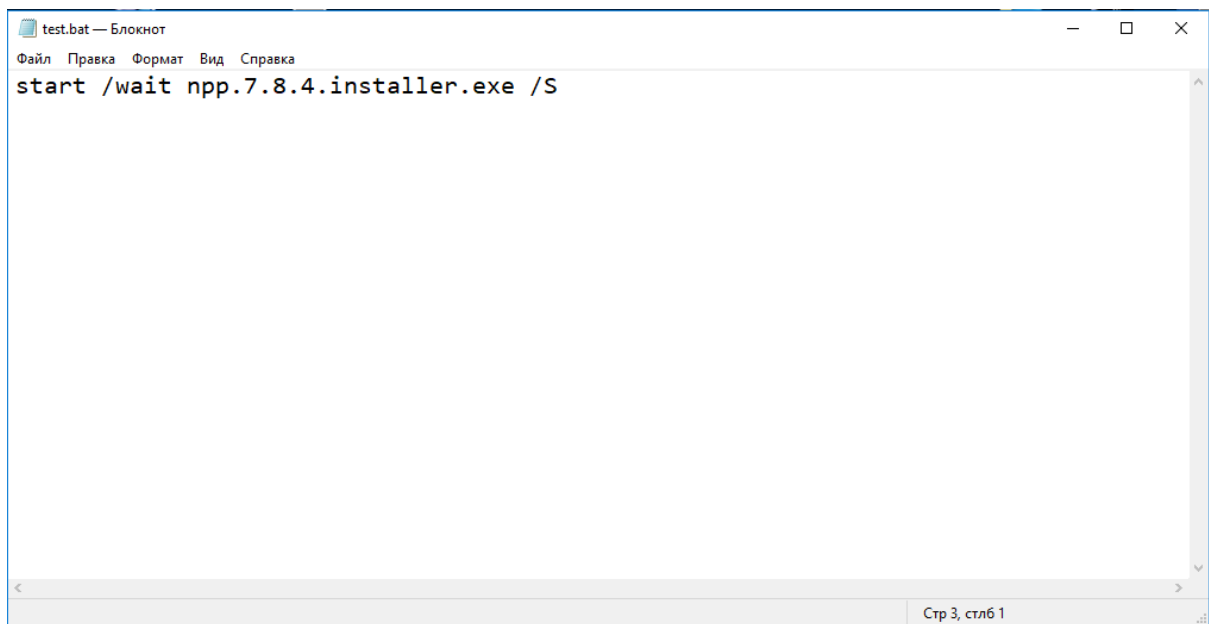 test.bat — Блокнот
Файл Правка Формат Вид Справка
start /wait npp.7.8.4.installer.exe /S
Стр 3, стлб 1